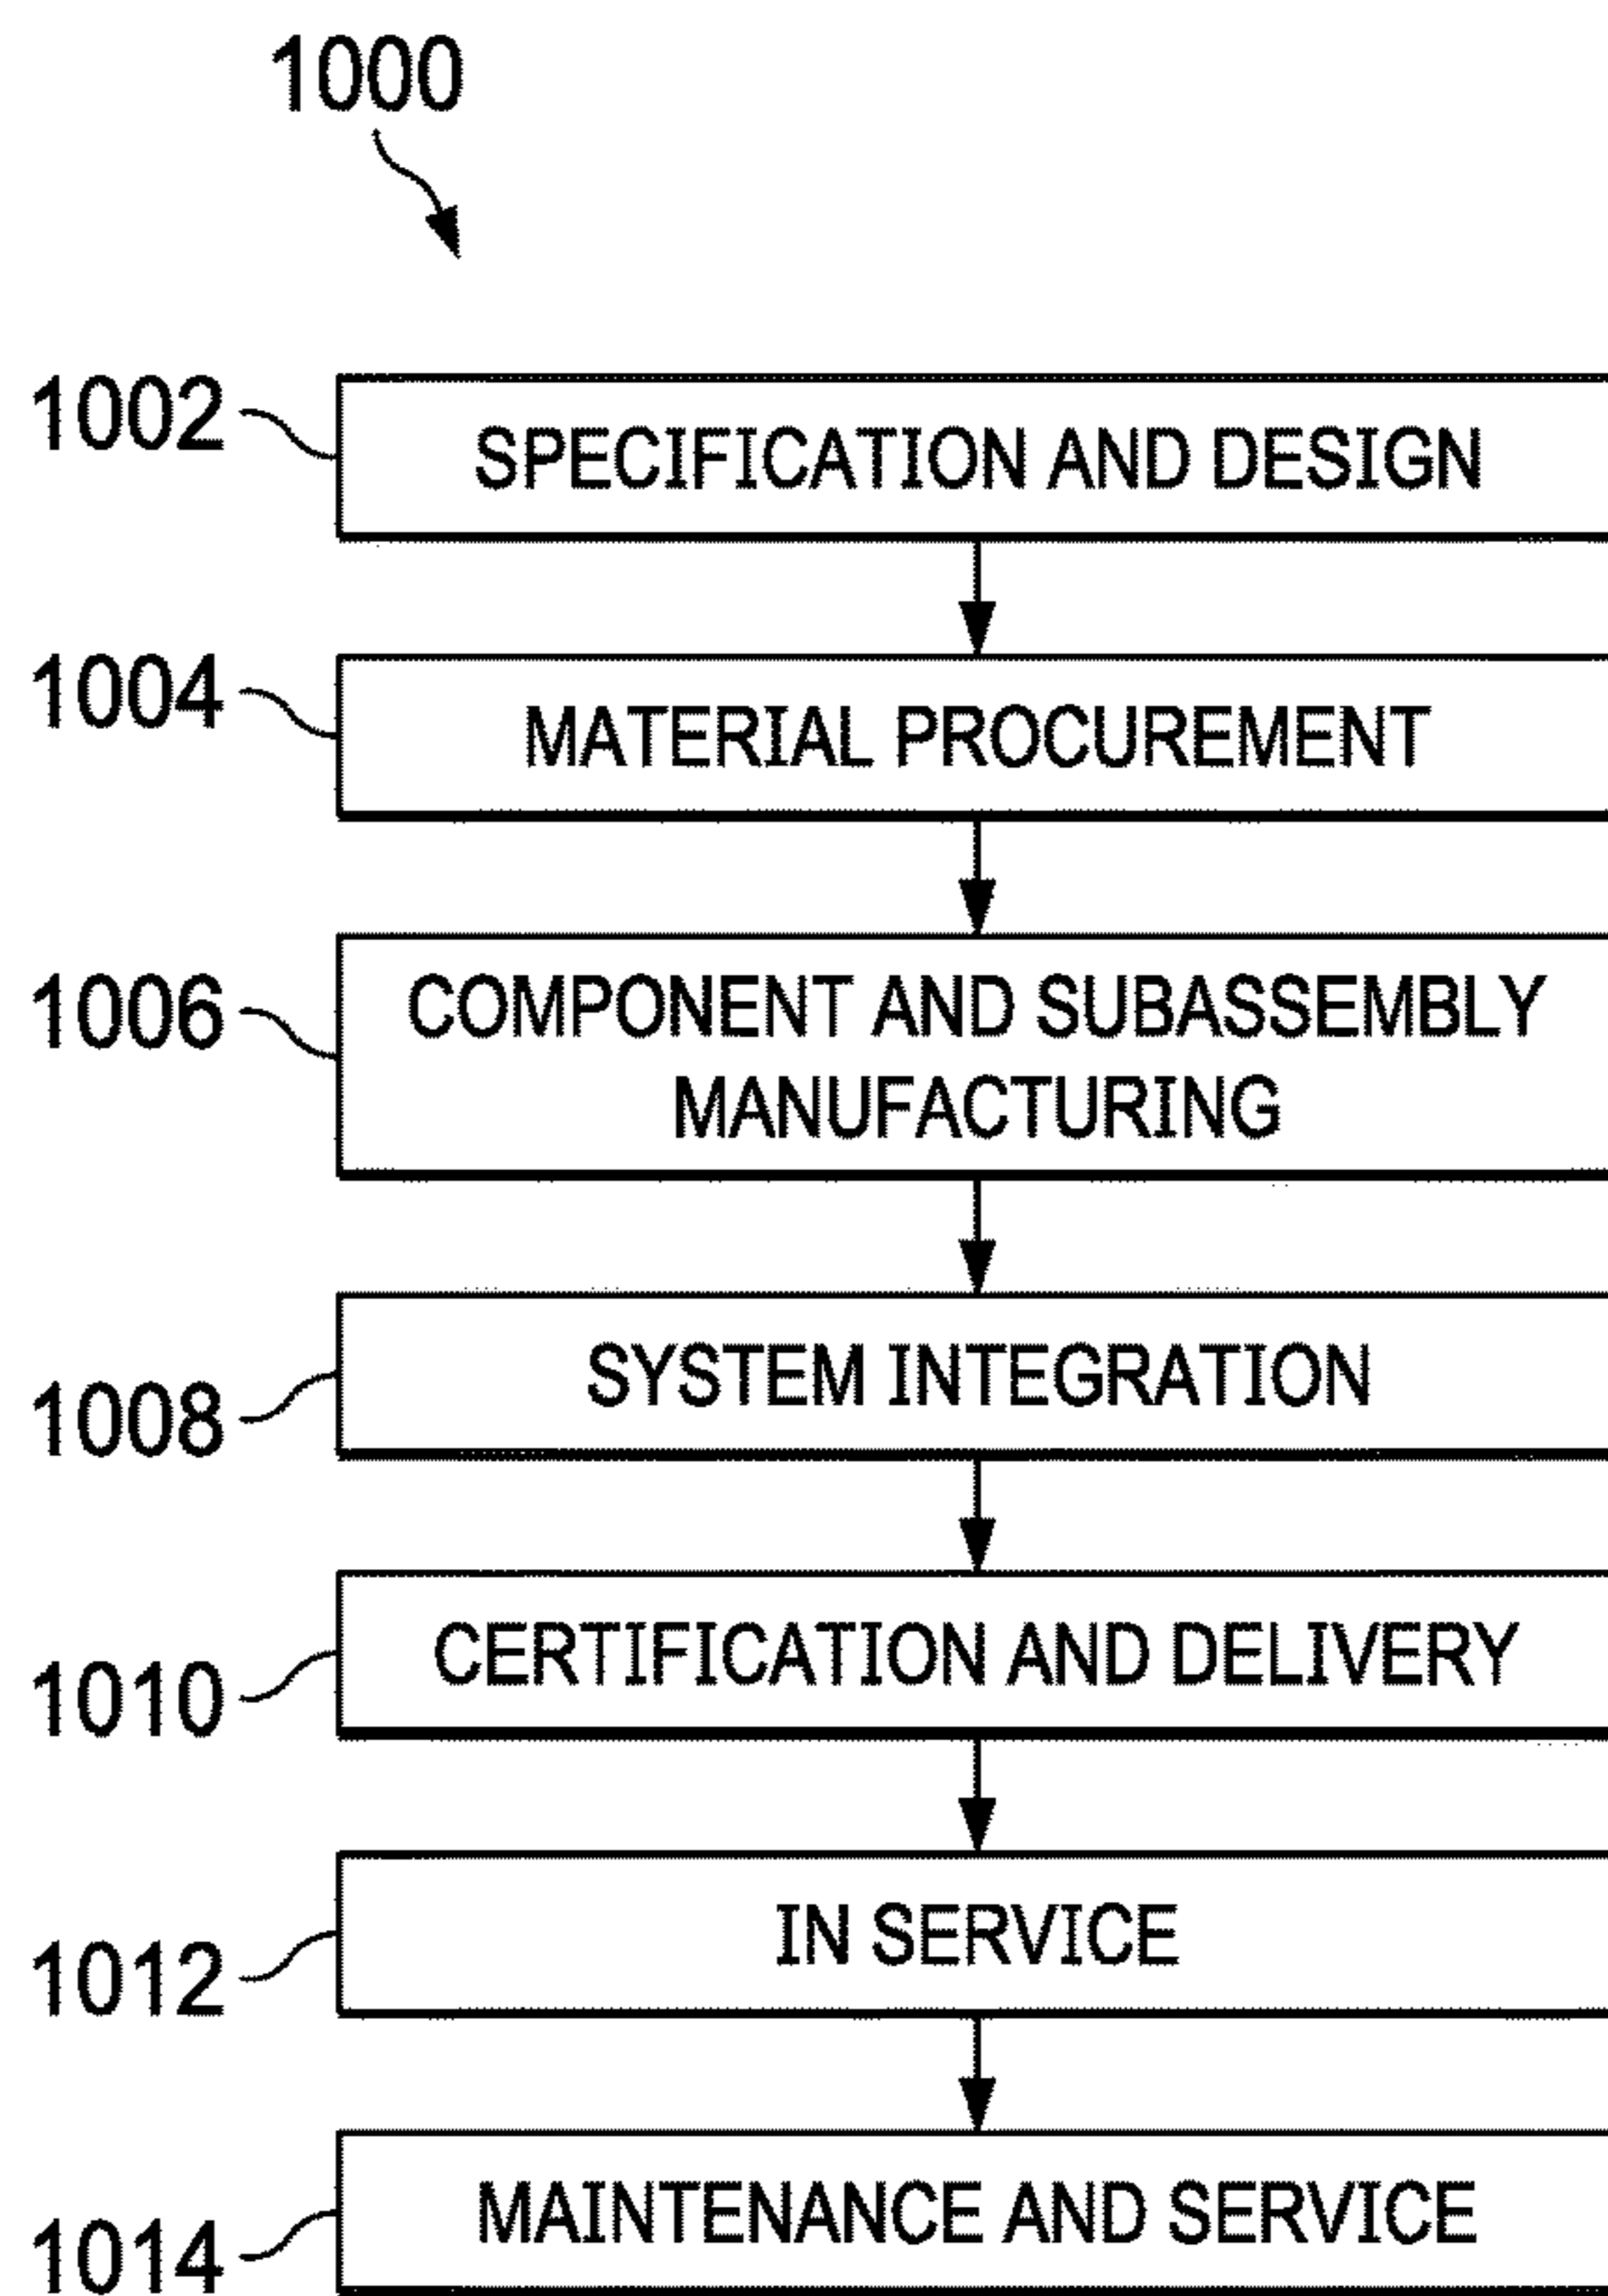 1000
1002
SPECIFICATION AND DESIGN
1004
MATERIAL PROCUREMENT
1006
COMPONENT AND SUBASSEMBLY
MANUFACTURING
1008
SYSTEM INTEGRATION
1010
CERTIFICATION AND DELIVERY
1012
IN SERVICE
1014
MAINTENANCE AND SERVICE